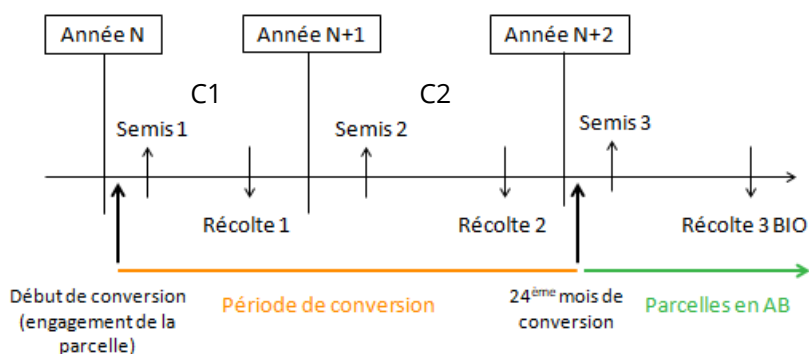 Année N
Année N+1
Année N+2
C1
C2
Semis 1
Semis 2
Semis 3
Récolte 1
Récolte 2
Récolte 3 BIO
Début de conversion
(engagement de la
parcelle)
Période de conversion
24ème mois de
conversion
Parcelles en AB